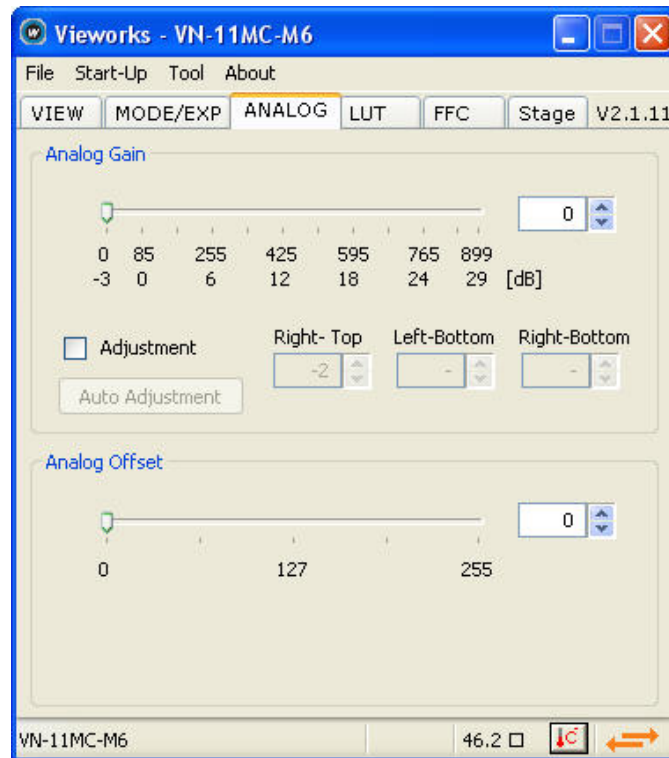 Vieworks - VN-11MC-M6
File Start-Up Tool About
VIEW MODE/EXP ANALOG LUT FFC Stage V2.1.11
Analog Gain
0
0 85 255 425 595 765 899
-3 0 6 12 18 24 29 [dB]
Right- Top Left-Bottom Right-Bottom
Adjustment
-2 - -
Auto Adjustment
Analog Offset
0
0 127 255
VN-11MC-M6 46.2 □ C